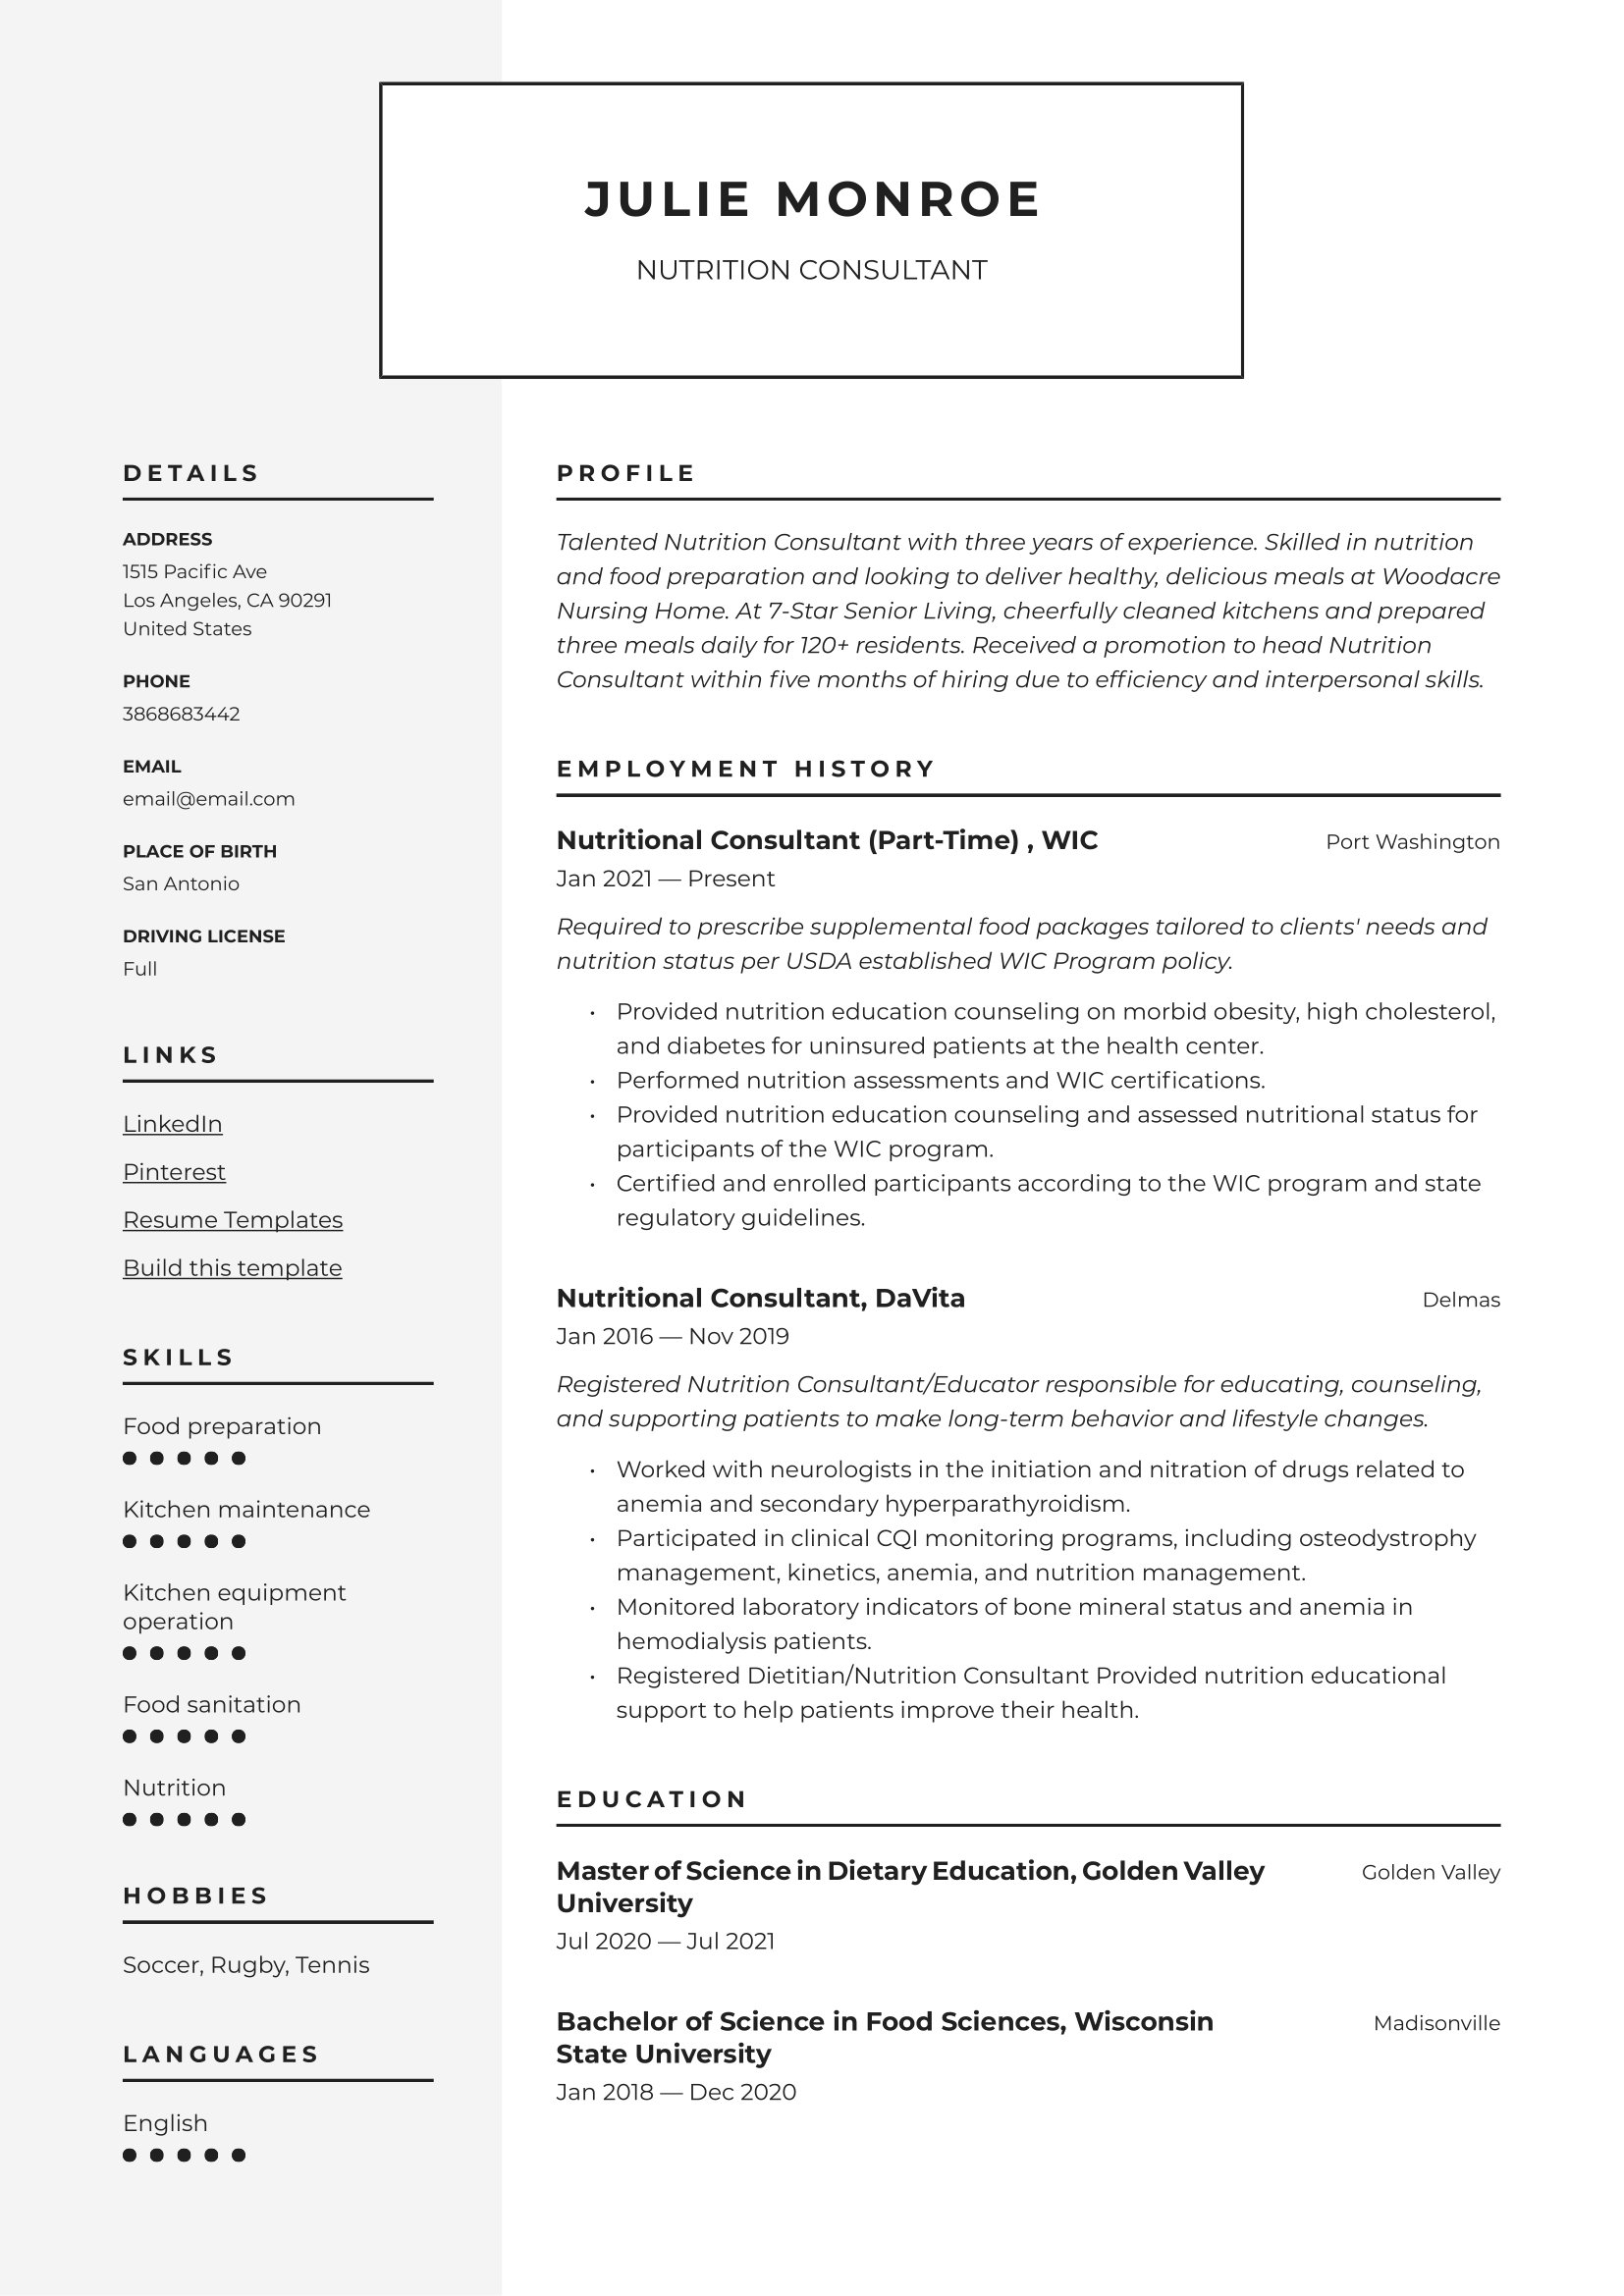 JULIE MONROE
NUTRITION CONSULTANT
DETAILS
ADDRESS
1515 Pacific Ave
Los Angeles, CA 90291
United States
PHONE
3868683442
EMAIL
email@email.com
PLACE OF BIRTH
San Antonio
DRIVING LICENSE
Full
LINKS
LinkedIn
Pinterest
Resume Templates
Build this template
SKILLS
Food preparation
Kitchen maintenance
Kitchen equipment
operation
Food sanitation
Nutrition
HOBBIES
Soccer, Rugby, Tennis
LANGUAGES
English
PROFILE
Talented Nutrition Consultant with three years of experience. Skilled in nutrition
and food preparation and looking to deliver healthy, delicious meals at Woodacre
Nursing Home. At 7-Star Senior Living, cheerfully cleaned kitchens and prepared
three meals daily for 120+ residents. Received a promotion to head Nutrition
Consultant within five months of hiring due to efficiency and interpersonal skills.
EMPLOYMENT HISTORY
Nutritional Consultant (Part-Time) , WIC
Port Washington
Jan 2021 — Present
Required to prescribe supplemental food packages tailored to clients' needs and
nutrition status per USDA established WIC Program policy.
• Provided nutrition education counseling on morbid obesity, high cholesterol,
and diabetes for uninsured patients at the health center.
• Performed nutrition assessments and WIC certifications.
• Provided nutrition education counseling and assessed nutritional status for
participants of the WIC program.
• Certified and enrolled participants according to the WIC program and state
regulatory guidelines.
Nutritional Consultant, DaVita
Delmas
Jan 2016 — Nov 2019
Registered Nutrition Consultant/Educator responsible for educating, counseling,
and supporting patients to make long-term behavior and lifestyle changes.
• Worked with neurologists in the initiation and nitration of drugs related to
anemia and secondary hyperparathyroidism.
• Participated in clinical CQI monitoring programs, including osteodystrophy
management, kinetics, anemia, and nutrition management.
• Monitored laboratory indicators of bone mineral status and anemia in
hemodialysis patients.
• Registered Dietitian/Nutrition Consultant Provided nutrition educational
support to help patients improve their health.
EDUCATION
Master of Science in Dietary Education, Golden Valley
University
Golden Valley
Jul 2020 — Jul 2021
Bachelor of Science in Food Sciences, Wisconsin
State University
Madisonville
Jan 2018 — Dec 2020